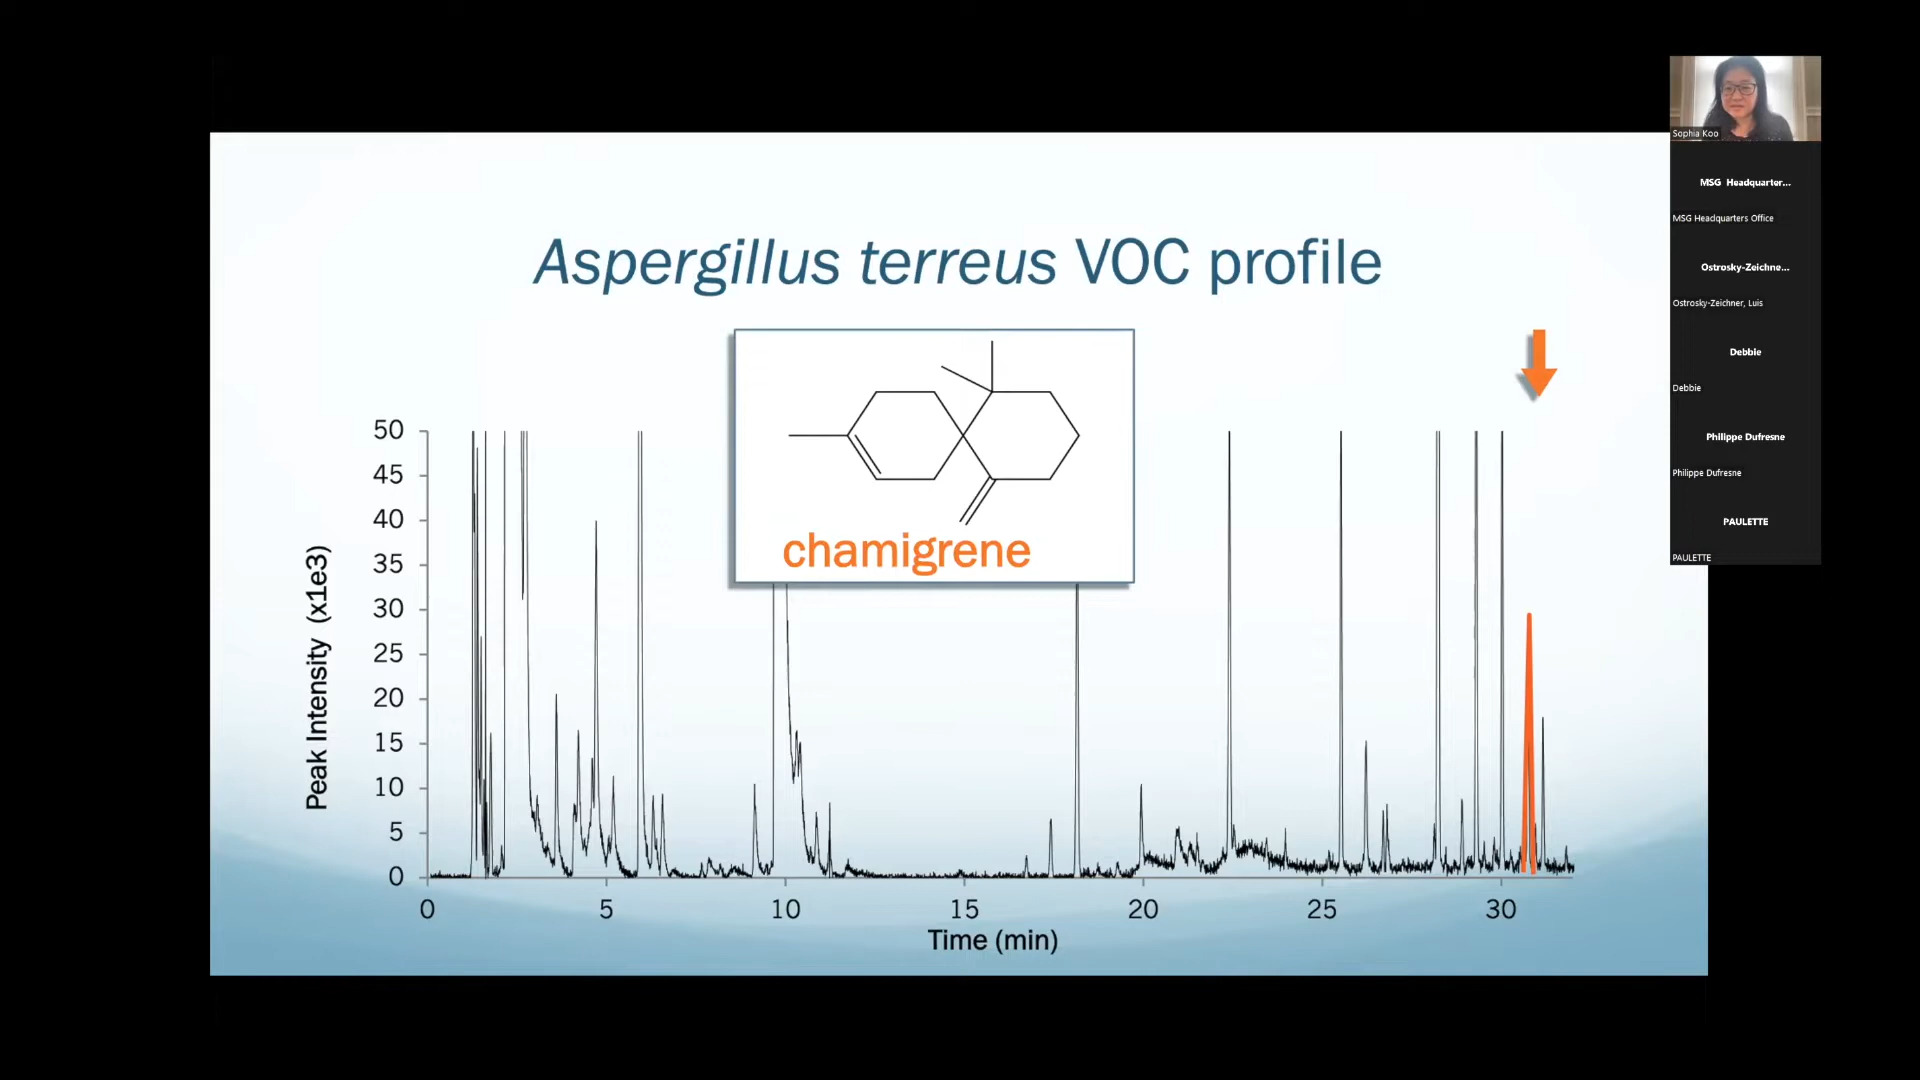 Aspergillus terreus VOC profile
chamigrene
Peak Intensity (x1e3)
50
45
40
35
30
25
20
15
10
5
0
0 5 10 15 20 25 30
Time (min)
Sophia Koo
MSG Headquarter...
MSG Headquarters Office
Ostrosky-Zeichne...
Ostrosky-Zeichner, Luis
Debbie
Debbie
Philippe Dufresne
Philippe Dufresne
PAULETTE
PAULETTE